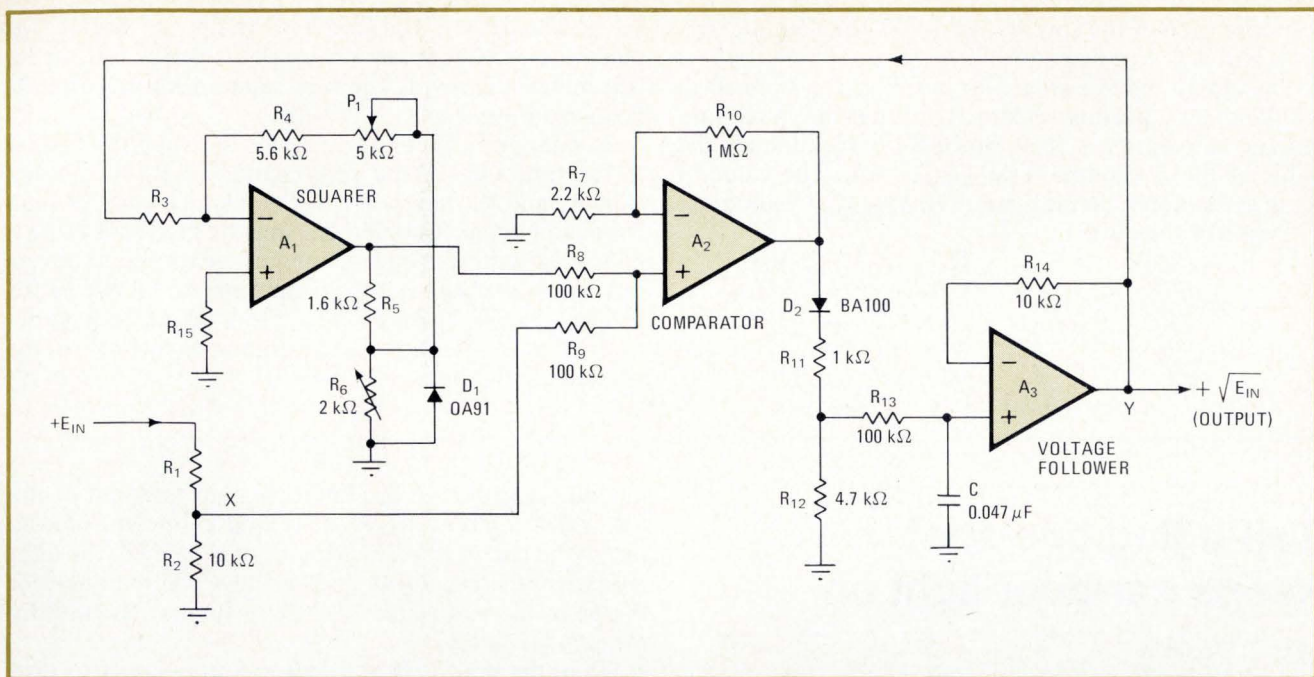 P1
R4
5.6 kΩ
5 kΩ
R10
1 MΩ
R3
SQUARER
R7
2.2 kΩ
−
A1
+
−
A2
+
R8
100 kΩ
R14
10 kΩ
1.6 kΩ
R5
D2
BA100
COMPARATOR
R15
R9
100 kΩ
R11
1 kΩ
−
A3
+
R6
2 kΩ
D1
OA91
R13
100 kΩ
Y
+ √EIN
(OUTPUT)
+EIN
VOLTAGE
FOLLOWER
R1
X
C
0.047 μF
R12
4.7 kΩ
R2
10 kΩ